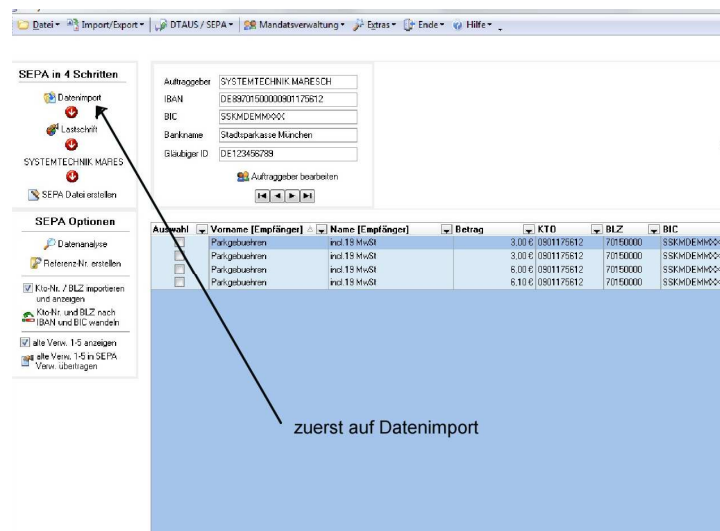 Datei Import/Export DTAUS / SEPA Mandatsverwaltung Extras Ende Hilfe
SEPA in 4 Schritten
Datenimport
Lastschrift
SYSTEMTECHNIK MARES
SEPA Datei erstellen
Auftraggeber SYSTEMTECHNIK MARESCH
IBAN DE89701500000901175612
BIC SSKMDEMMXXX
Bankname Stadtsparkasse München
Gläubiger ID DE123456789
Auftraggeber bearbeiten
SEPA Optionen
Datenanalyse
Referenz-Nr. erstellen
Kto-Nr. / BLZ importieren
und anzeigen
Kto-Nr. und BLZ nach
IBAN und BIC wandeln
alte Verw. 1-5 anzeigen
alte Verw. 1-5 in SEPA
Verw. übertragen
Auswahl Vorname [Empfänger] Name [Empfänger] Betrag KTO BLZ BIC
Parkgebuehren incl.19 MwSt 3,00 € 0901175612 70150000 SSKMDEMMXX
Parkgebuehren incl.19 MwSt 3,00 € 0901175612 70150000 SSKMDEMMXX
Parkgebuehren incl.19 MwSt 6,00 € 0901175612 70150000 SSKMDEMMXX
Parkgebuehren incl.19 MwSt 6,10 € 0901175612 70150000 SSKMDEMMXX
zuerst auf Datenimport